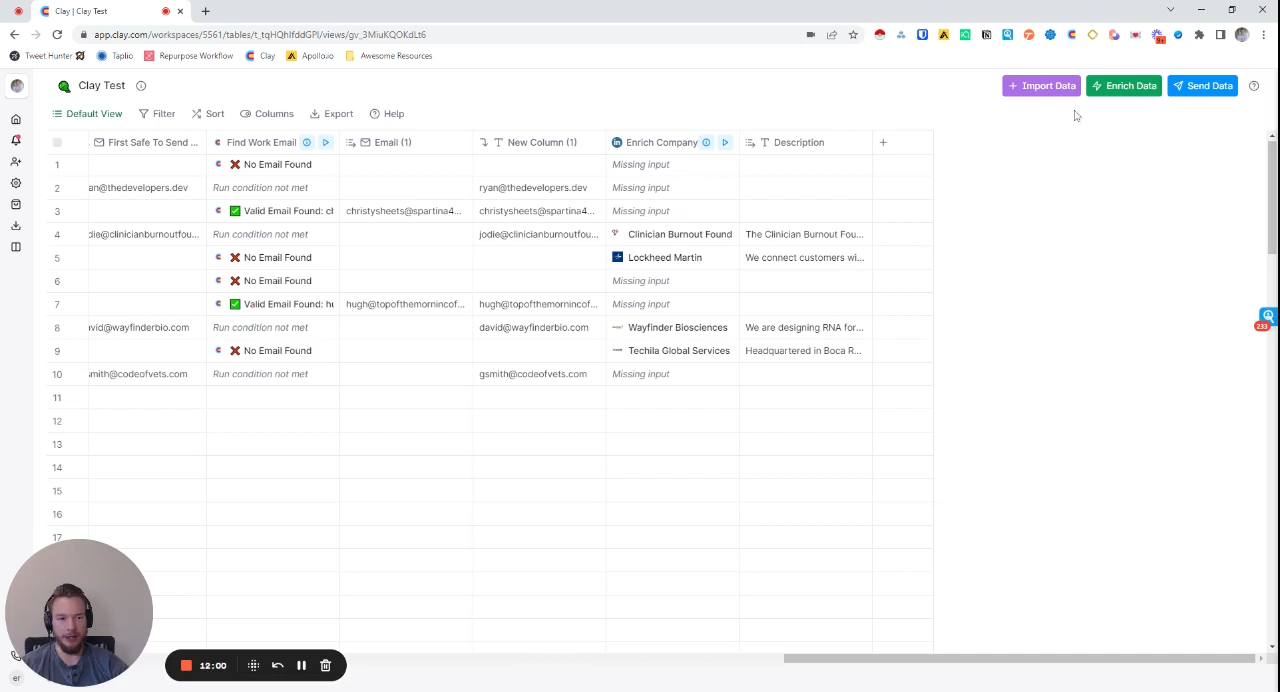 Clay | Clay Test
app.clay.com/workspaces/5561/tables/t_tqHQhIfddGPl/views/gv_3MiuKQOKdLt6
Tweet Hunter Taplio Repurpose Workflow Clay Apollo.io Awesome Resources
Clay Test Import Data Enrich Data Send Data
Default View Filter Sort Columns Export Help
First Safe To Send ... Find Work Email Email (1) New Column (1) Enrich Company Description
1 No Email Found Missing input
2 an@thedevelopers.dev Run condition not met ryan@thedevelopers.dev Missing input
3 Valid Email Found: ch christysheets@spartina4... christysheets@spartina4... Missing input
4 die@clinicianburnoutfou... Run condition not met jodie@clinicianburnoutfou... Clinician Burnout Found The Clinician Burnout Fou...
5 No Email Found Lockheed Martin We connect customers wi...
6 No Email Found Missing input
7 Valid Email Found: hu hugh@topofthemornincof... hugh@topofthemornincof... Missing input
8 avid@wayfinderbio.com Run condition not met david@wayfinderbio.com Wayfinder Biosciences We are designing RNA for...
9 No Email Found Techila Global Services Headquartered in Boca R...
10 smith@codeofvets.com Run condition not met gsmith@codeofvets.com Missing input
11
12
13
14
15
16
17
233
12:00
er